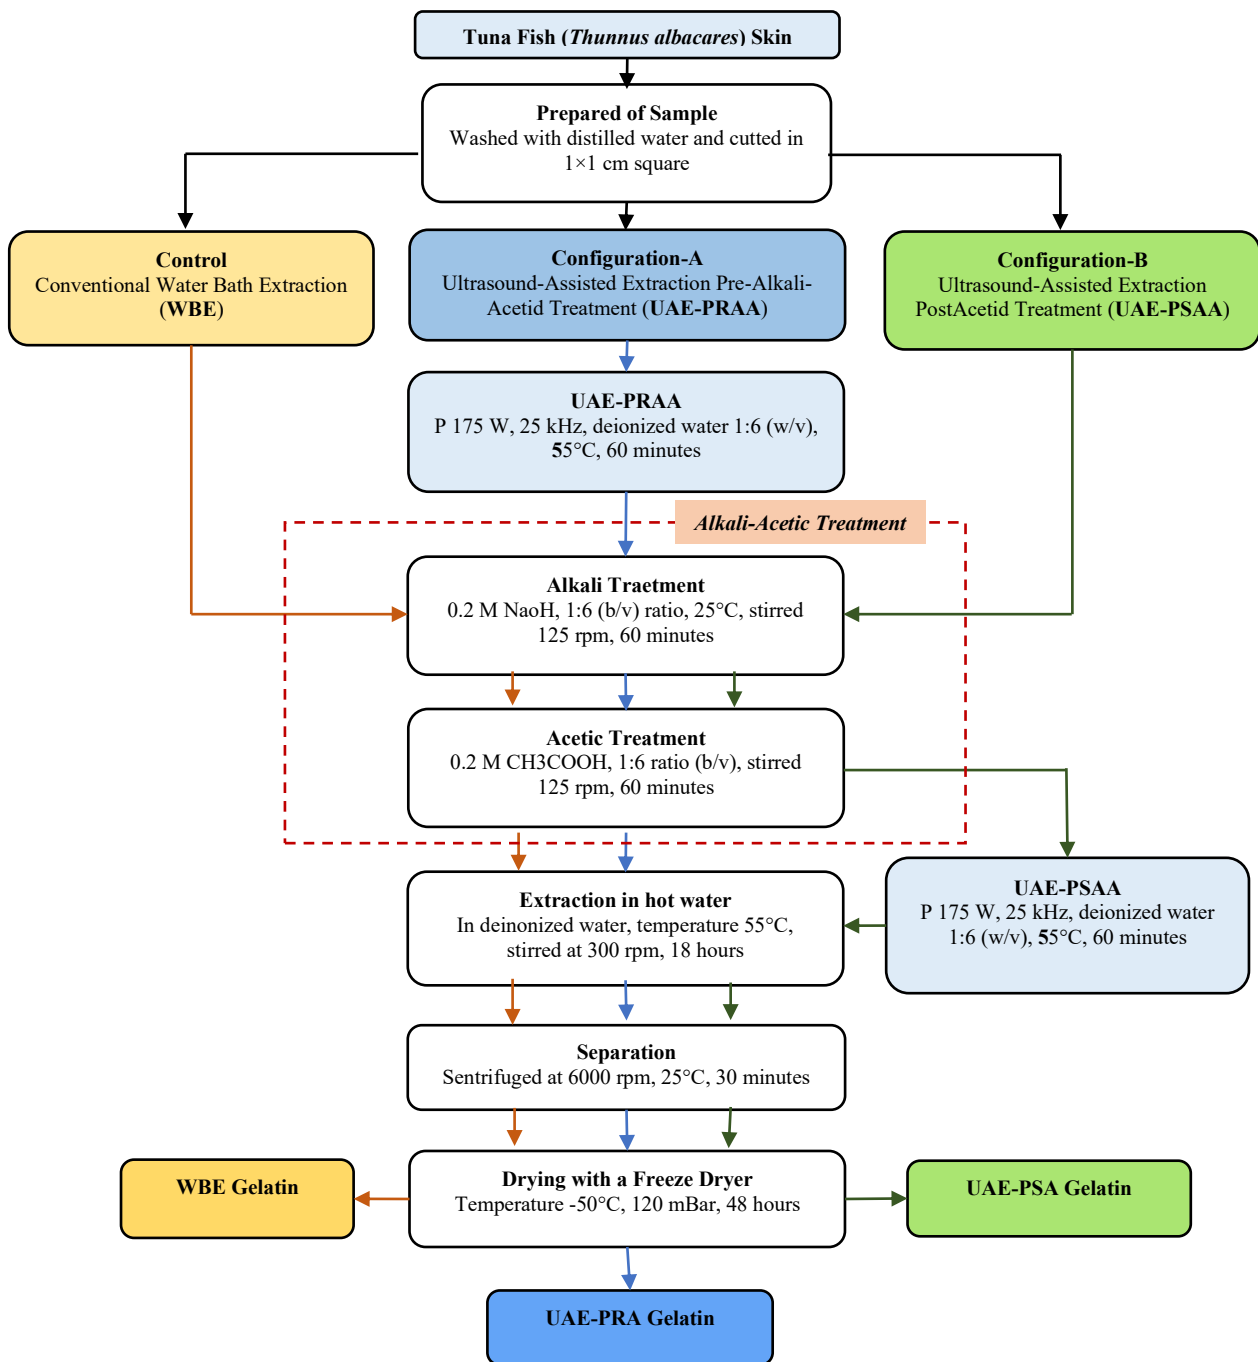 Tuna Fish (Thunnus albacares) Skin
Prepared of Sample
Washed with distilled water and cutted in
1×1 cm square
Control
Conventional Water Bath Extraction
(WBE)
Configuration-A
Ultrasound-Assisted Extraction Pre-Alkali-
Acetid Treatment (UAE-PRAA)
Configuration-B
Ultrasound-Assisted Extraction
PostAcetid Treatment (UAE-PSAA)
UAE-PRAA
P 175 W, 25 kHz, deionized water 1:6 (w/v),
55°C, 60 minutes
Alkali-Acetic Treatment
Alkali Traetment
0.2 M NaoH, 1:6 (b/v) ratio, 25°C, stirred
125 rpm, 60 minutes
Acetic Treatment
0.2 M CH3COOH, 1:6 ratio (b/v), stirred
125 rpm, 60 minutes
Extraction in hot water
In deinonized water, temperature 55°C,
stirred at 300 rpm, 18 hours
UAE-PSAA
P 175 W, 25 kHz, deionized water
1:6 (w/v), 55°C, 60 minutes
Separation
Sentrifuged at 6000 rpm, 25°C, 30 minutes
Drying with a Freeze Dryer
Temperature -50°C, 120 mBar, 48 hours
WBE Gelatin
UAE-PSA Gelatin
UAE-PRA Gelatin